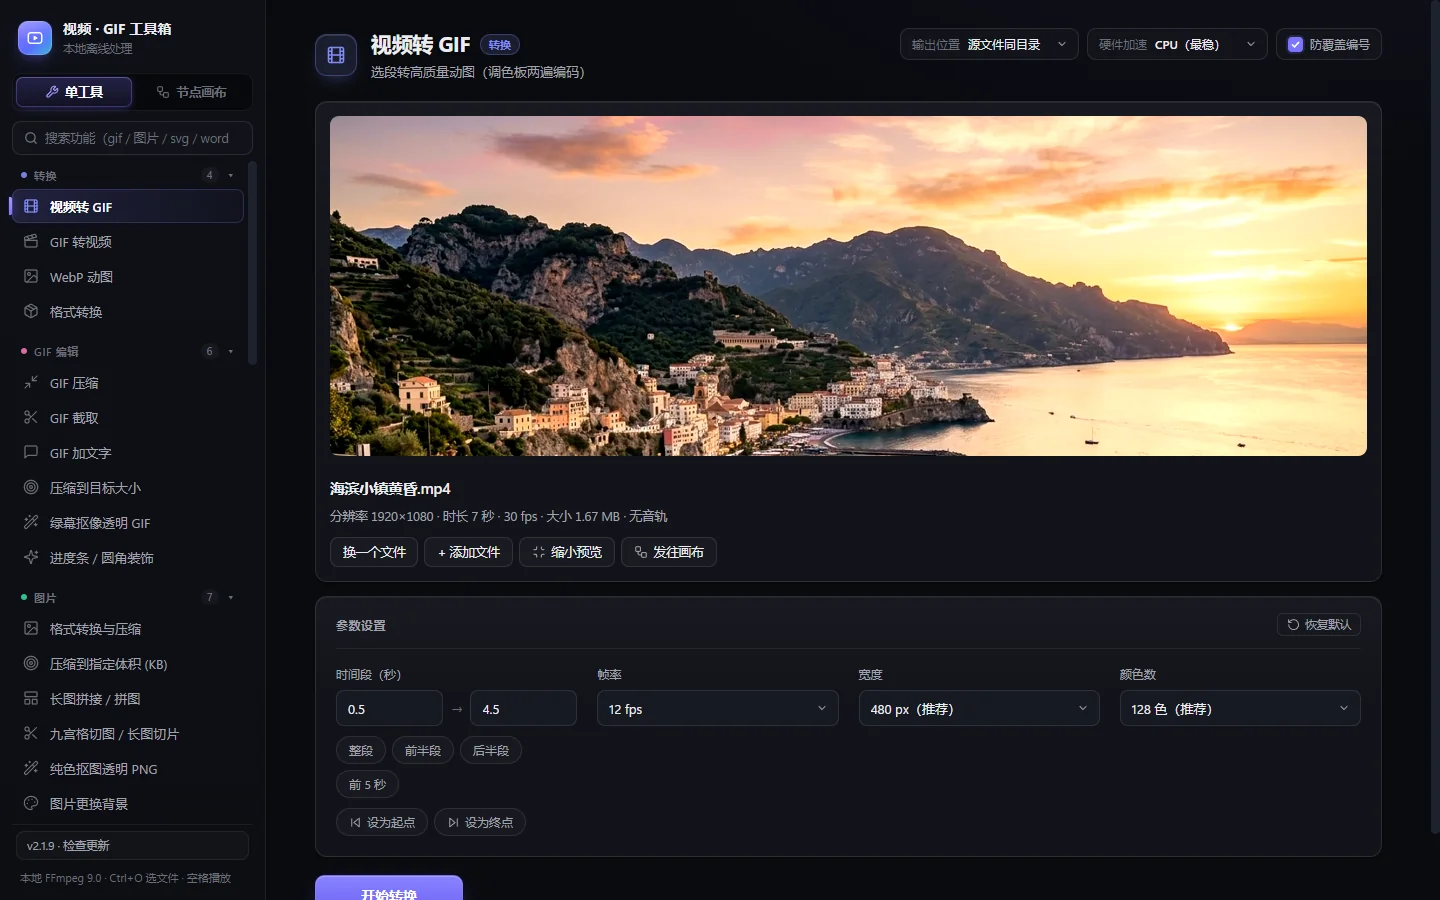 视频 · GIF 工具箱
本地离线处理
单工具
节点画布
搜索功能（gif / 图片 / svg / word
转换
4
视频转 GIF
GIF 转视频
WebP 动图
格式转换
GIF 编辑
6
GIF 压缩
GIF 截取
GIF 加文字
压缩到目标大小
绿幕抠像透明 GIF
进度条 / 圆角装饰
图片
7
格式转换与压缩
压缩到指定体积 (KB)
长图拼接 / 拼图
九宫格切图 / 长图切片
纯色抠图透明 PNG
图片更换背景
v2.1.9 · 检查更新
本地 FFmpeg 9.0 · Ctrl+O 选文件 · 空格播放
视频转 GIF
转换
选段转高质量动图（调色板两遍编码）
输出位置 源文件同目录
硬件加速 CPU（最稳）
防覆盖编号
海滨小镇黄昏.mp4
分辨率 1920×1080 · 时长 7 秒 · 30 fps · 大小 1.67 MB · 无音轨
换一个文件
+ 添加文件
缩小预览
发往画布
参数设置
恢复默认
时间段（秒）
帧率
宽度
颜色数
0.5
→
4.5
12 fps
480 px（推荐）
128 色（推荐）
整段
前半段
后半段
前 5 秒
设为起点
设为终点
开始转换